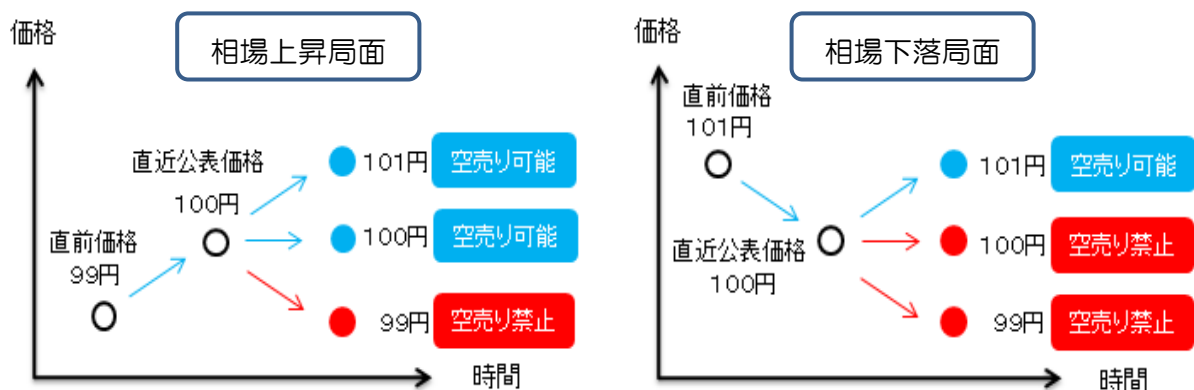 価格
相場上昇局面
直近公表価格
100円
直前価格
99円
101円 空売り可能
100円 空売り可能
99円 空売り禁止
時間
価格
相場下落局面
直前価格
101円
直近公表価格
100円
101円 空売り可能
100円 空売り禁止
99円 空売り禁止
時間